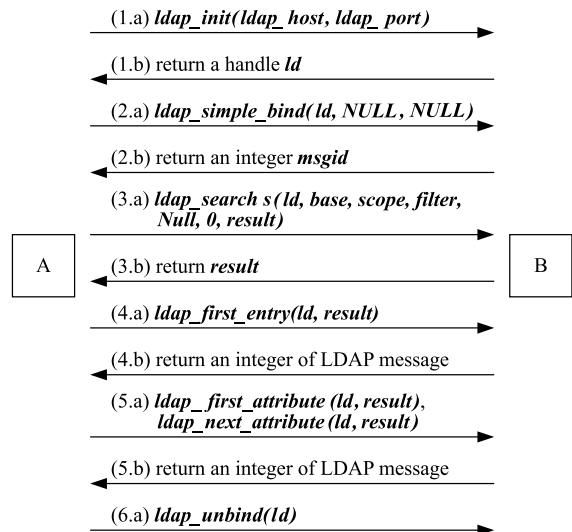 (1.a) ldap_init(ldap_host, ldap_ port)
(1.b) return a handle ld
(2.a) ldap_simple_bind( ld, NULL, NULL)
(2.b) return an integer msgid
(3.a) ldap_search s( ld, base, scope, filter,
Null, 0, result)
A
B
(3.b) return result
(4.a) ldap_first_entry(ld, result)
(4.b) return an integer of LDAP message
(5.a) ldap_ first_attribute (ld, result),
ldap_next_attribute (ld, result)
(5.b) return an integer of LDAP message
(6.a) ldap_unbind(ld)